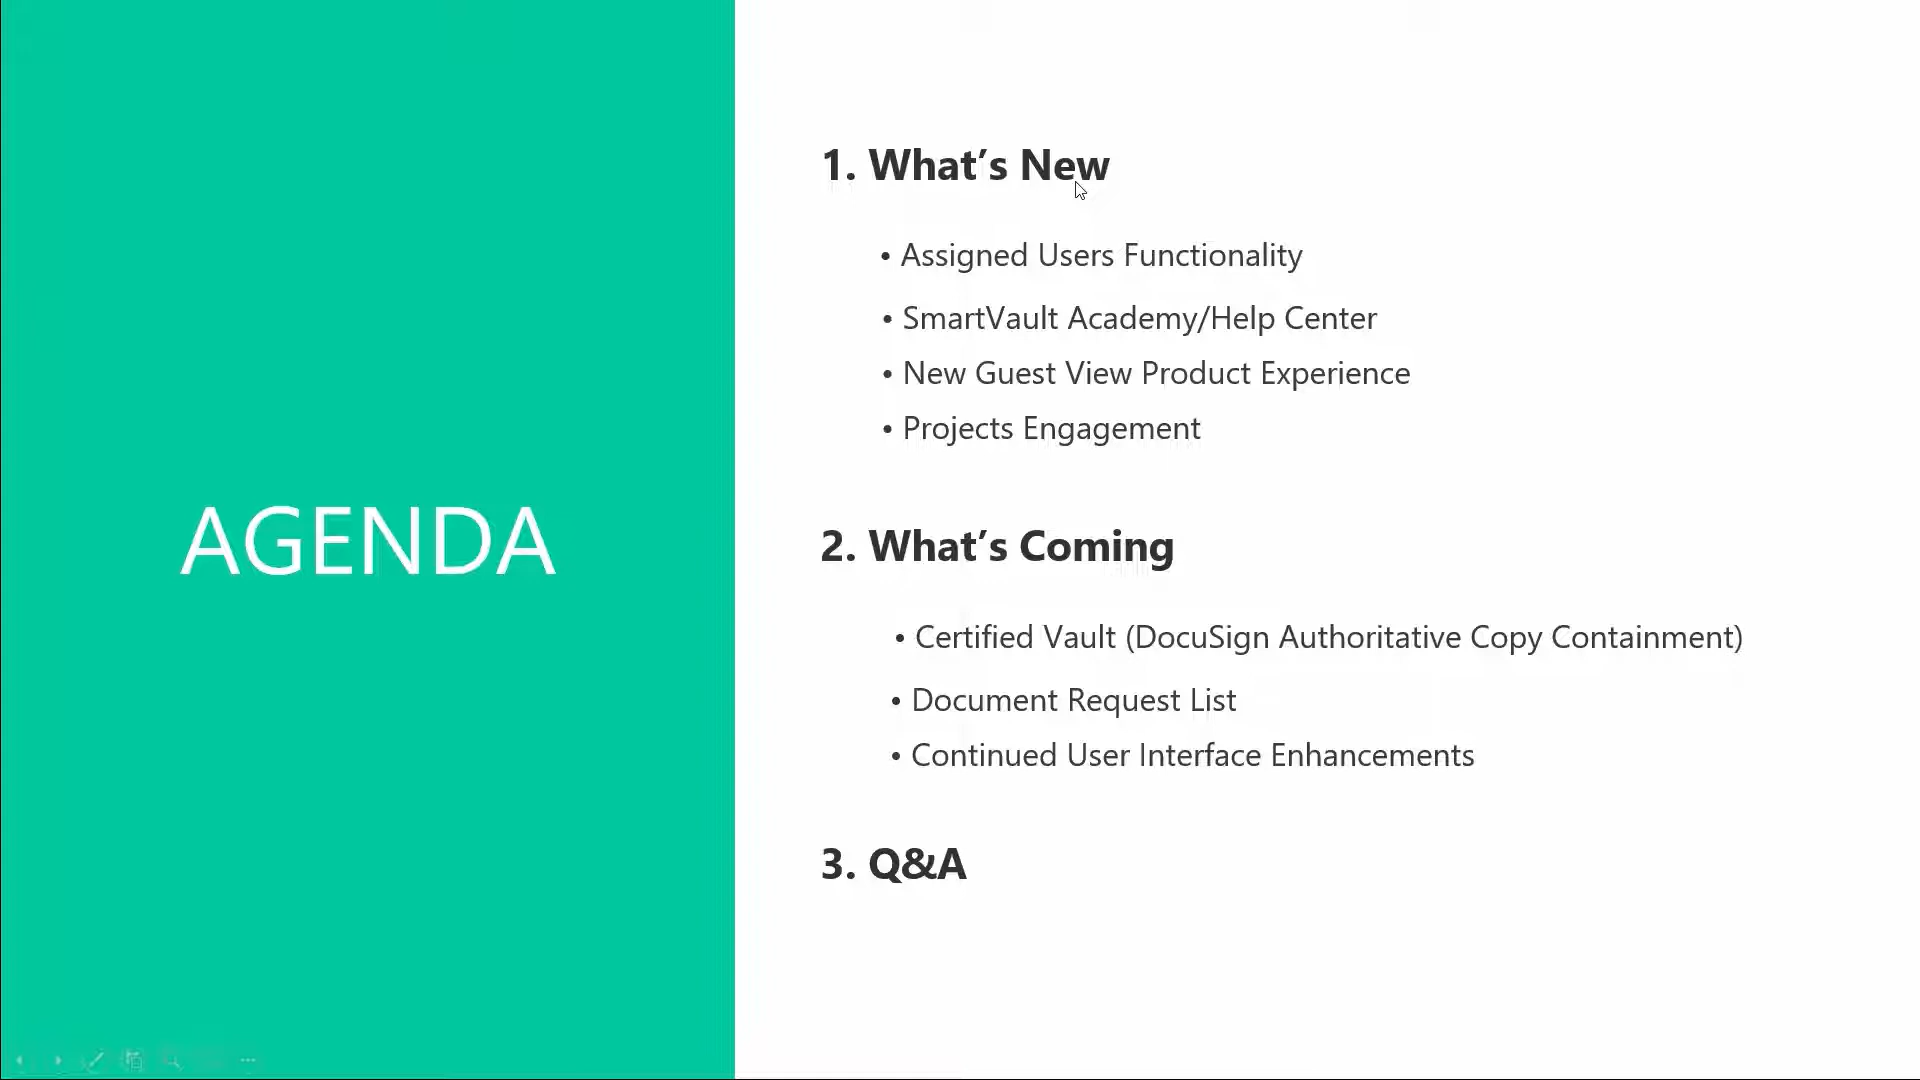 AGENDA
1. What’s New
• Assigned Users Functionality
• SmartVault Academy/Help Center
• New Guest View Product Experience
• Projects Engagement
2. What’s Coming
• Certified Vault (DocuSign Authoritative Copy Containment)
• Document Request List
• Continued User Interface Enhancements
3. Q&A